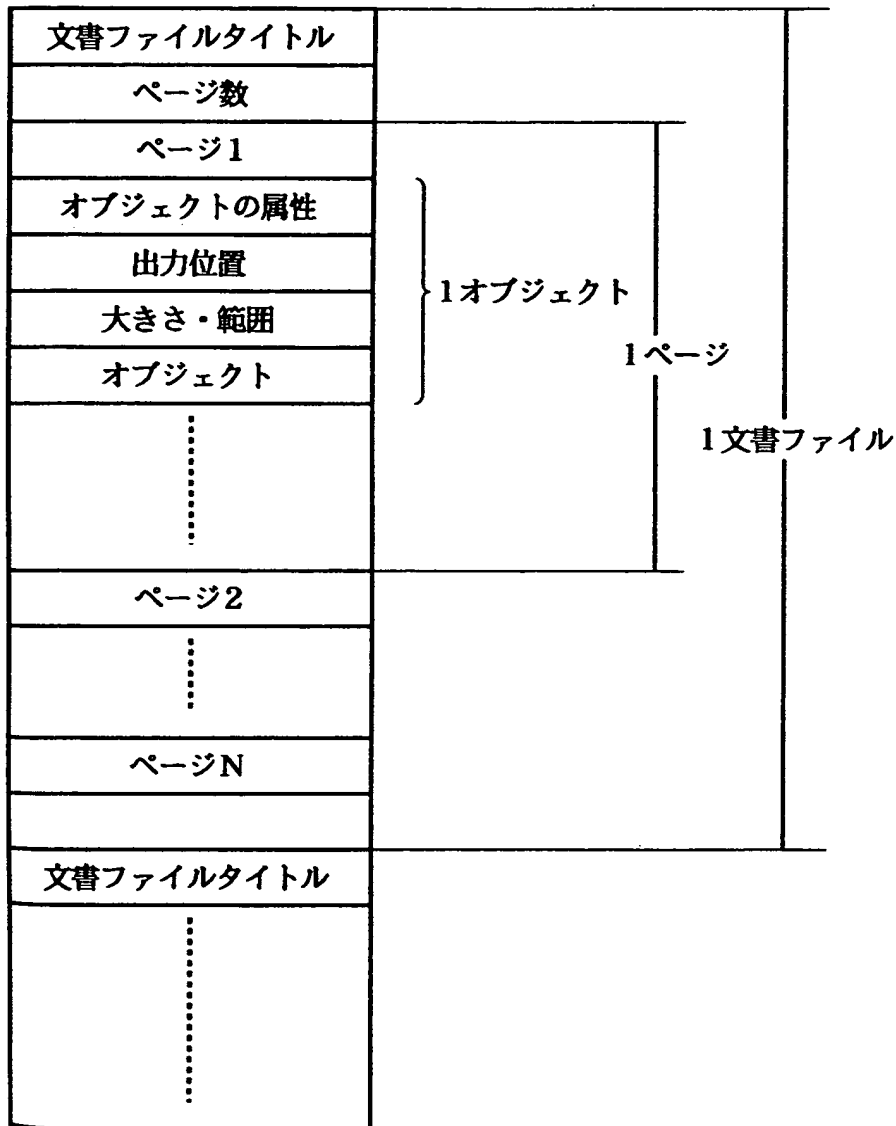 文書ファイルタイトル
ページ数
ページ1
オブジェクトの属性
出力位置
大きさ・範囲
オブジェクト
1オブジェクト
1ページ
1文書ファイル
ページ2
ページN
文書ファイルタイトル